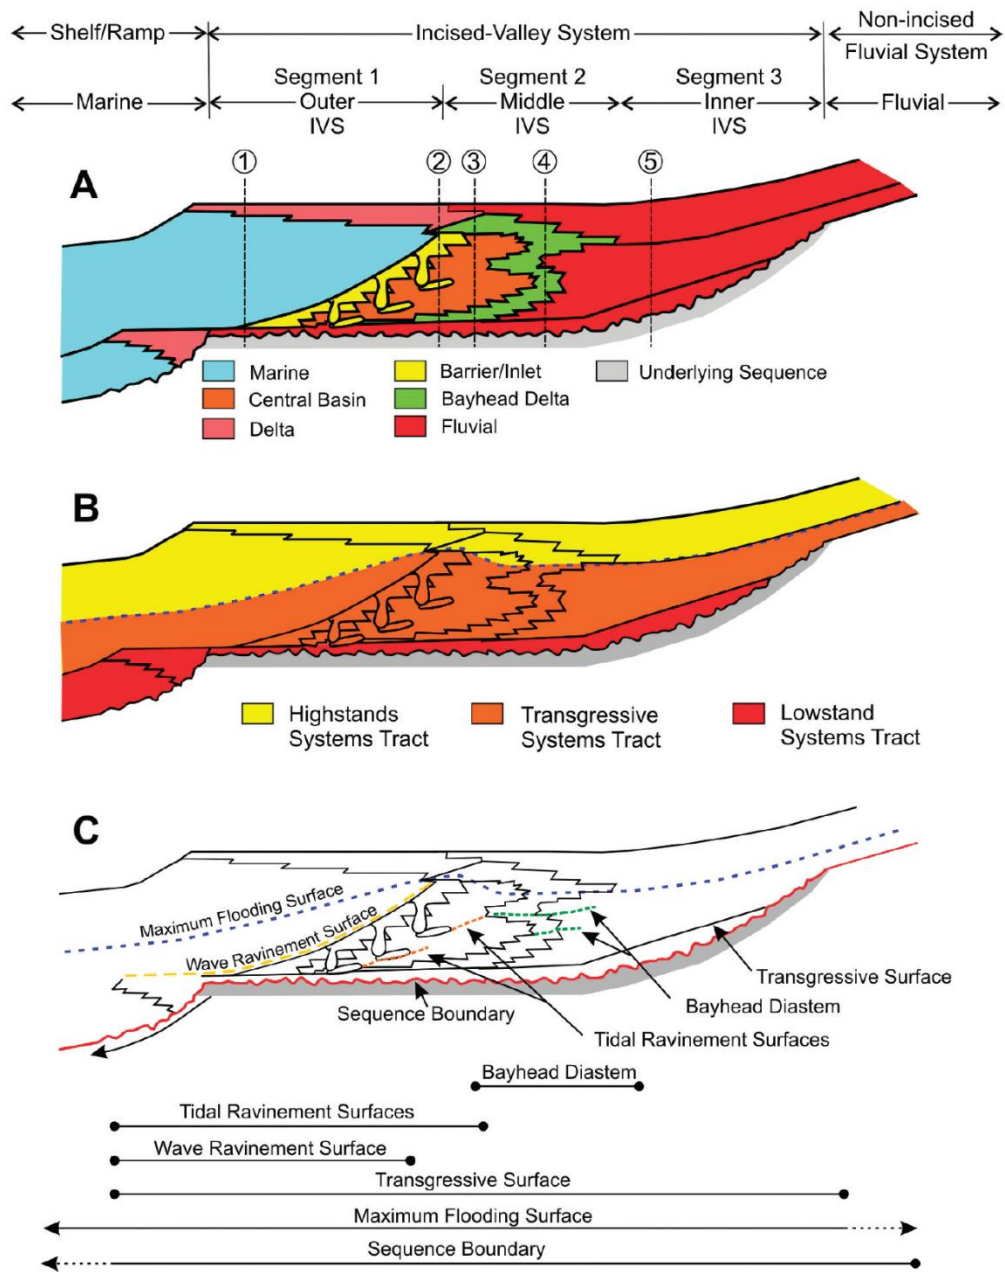 Shelf/Ramp
Incised-Valley System
Non-incised
Fluvial System
Marine
Segment 1
Outer
IVS
Segment 2
Middle
IVS
Segment 3
Inner
IVS
Fluvial
A
1
2
3
4
5
Marine
Central Basin
Delta
Barrier/Inlet
Bayhead Delta
Fluvial
Underlying Sequence
B
Highstands
Systems Tract
Transgressive
Systems Tract
Lowstand
Systems Tract
C
Maximum Flooding Surface
Wave Ravinement Surface
Sequence Boundary
Transgressive Surface
Bayhead Diastem
Tidal Ravinement Surfaces
Bayhead Diastem
Tidal Ravinement Surfaces
Wave Ravinement Surface
Transgressive Surface
Maximum Flooding Surface
Sequence Boundary